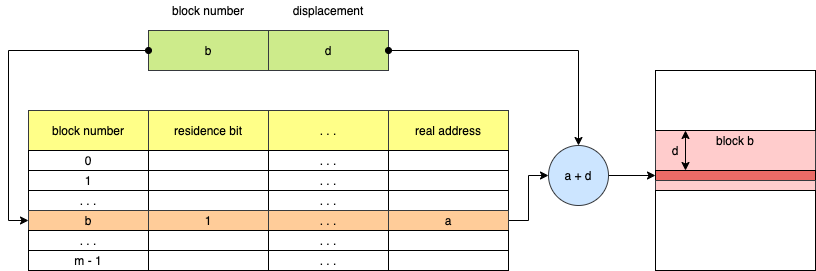 block number displacement
b d
block number residence bit . . . real address
0 . . .
1 . . .
. . . . . .
b 1 . . . a
. . . . . .
m - 1 . . .
a + d
block b
d